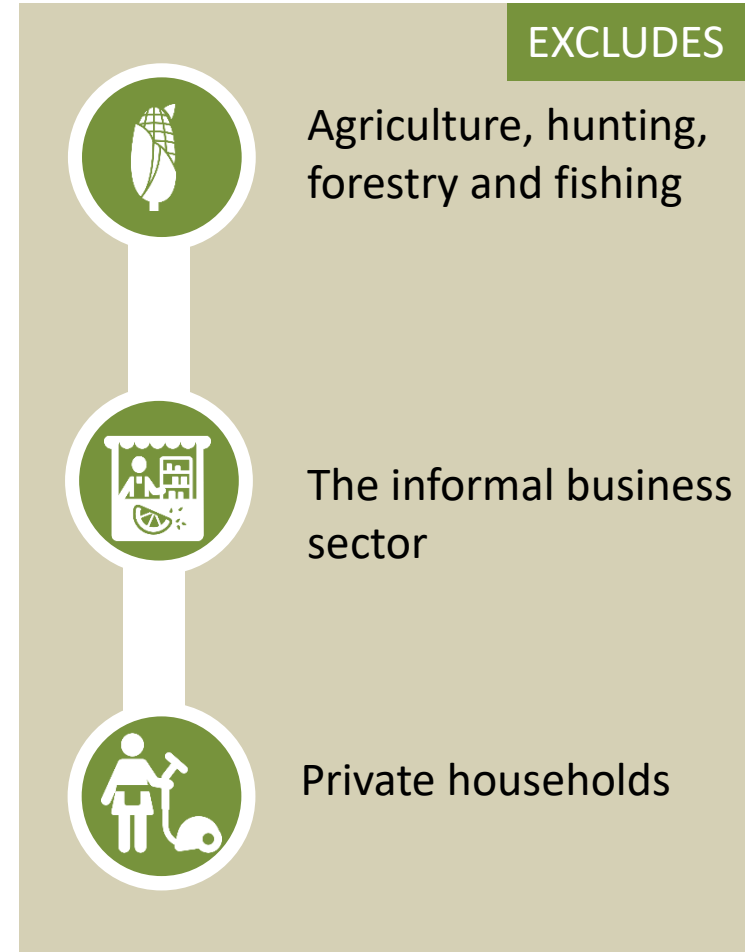 EXCLUDES
Agriculture, hunting,
forestry and fishing
The informal business
sector
Private households